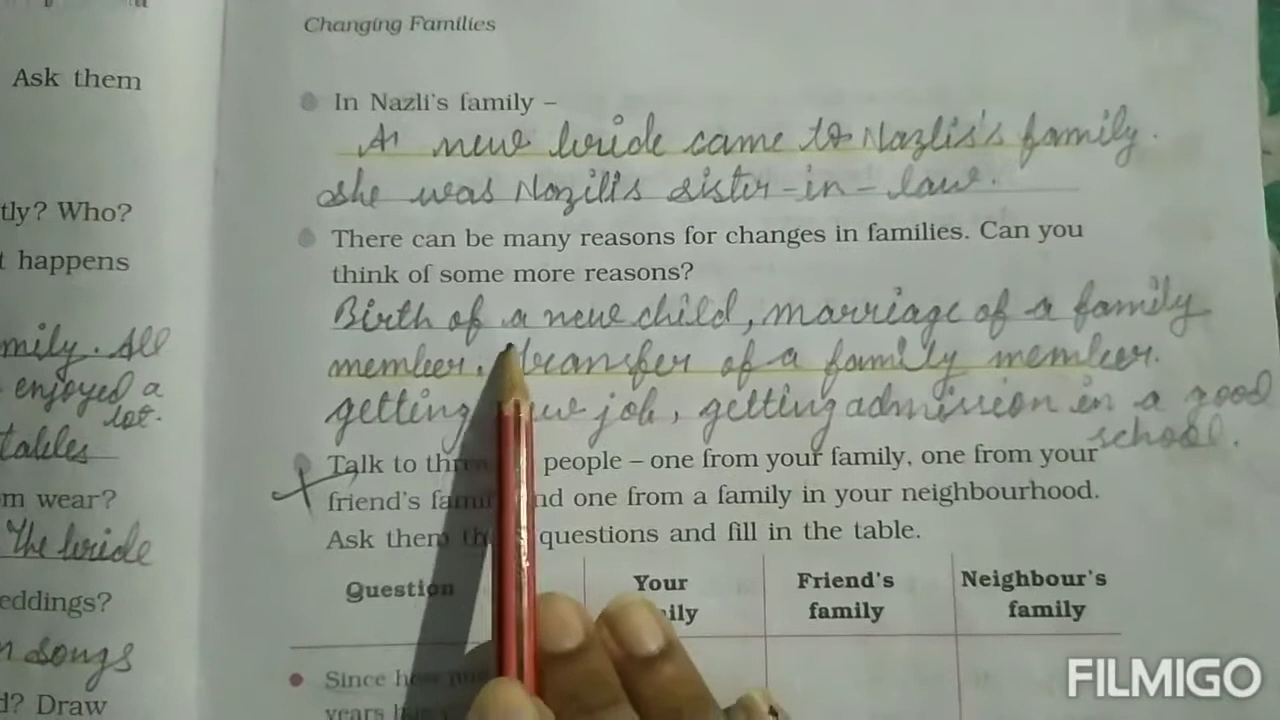 Changing Families
Ask them
In Nazli's family –
A new bride came to Nazlis's family.
She was Nazili's sister-in-law.
tly? Who?
There can be many reasons for changes in families. Can you
t happens
think of some more reasons?
Birth of a new child, marriage of a family
mily. All
member. transfer of a family member.
enjoyed a
lot.
getting job, getting admission in a good
school.
tables
Talk to people – one from your family, one from your
m wear?
friend's one from a family in your neighbourhood.
The bride
Ask them questions and fill in the table.
Question Your Friend's Neighbour's
family family
eddings?
n songs
Since
years
d? Draw
FILMIGO